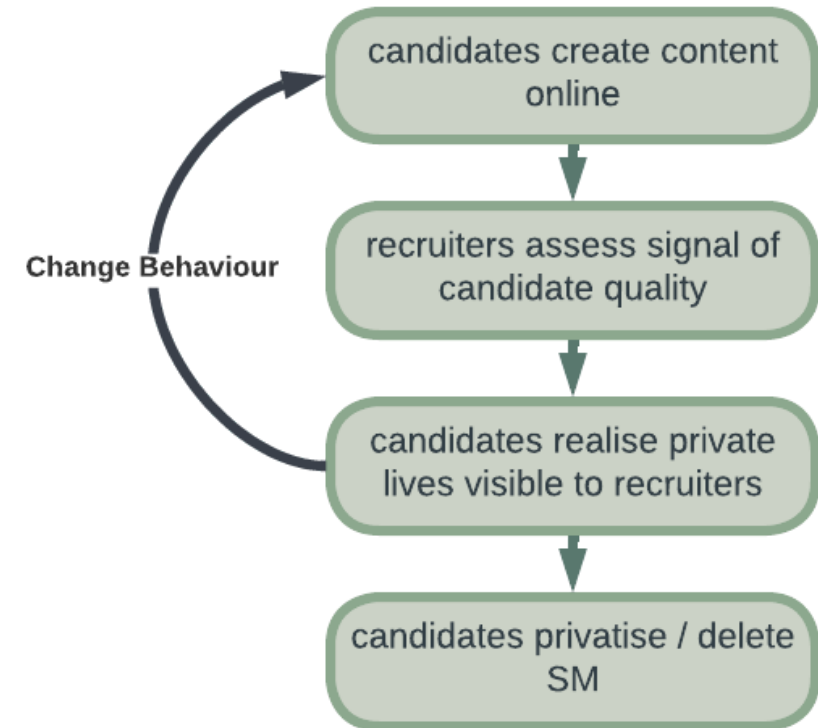 candidates create content
online
recruiters assess signal of
candidate quality
Change Behaviour
candidates realise private
lives visible to recruiters
candidates privatise / delete
SM